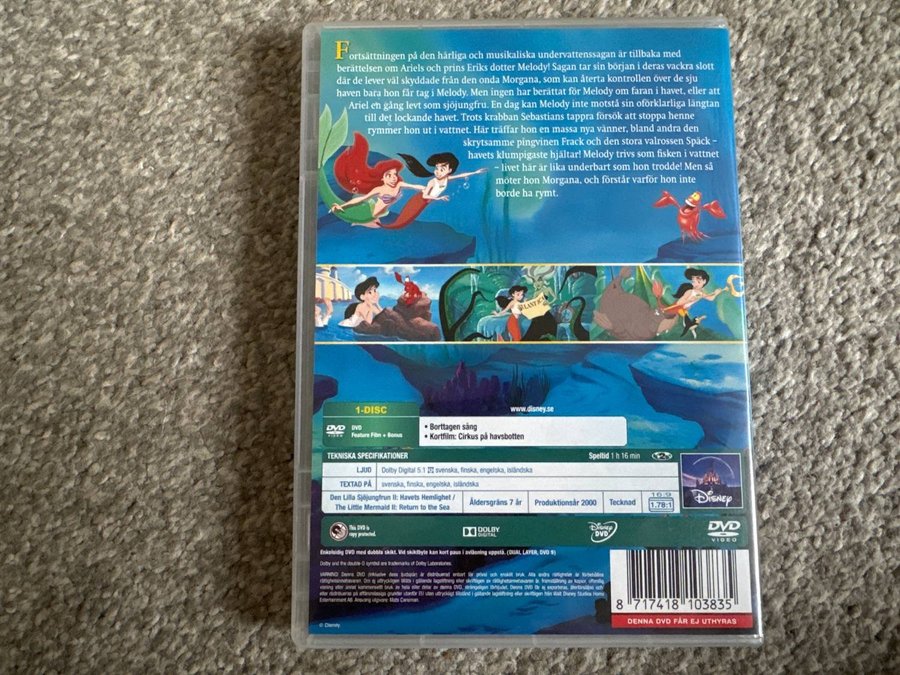 Fortsättningen på den härliga och musikaliska undervattenssagan är tillbaka med
berättelsen om Ariels och prins Eriks dotter Melody! Sagan tar sin början i deras vackra slott
där de lever väl skyddade från den onda Morgana, som kan återta kontrollen över de sju
haven bara hon får tag i Melody. Men ingen har berättat för Melody om faran i havet, eller att
Ariel en gång levt som sjöjungfru. En dag kan Melody inte motstå sin oförklarliga längtan
till det lockande havet. Trots krabban Sebastians tappra försök att stoppa henne
rymmer hon ut i vattnet. Här träffar hon en massa nya vänner, bland andra den
skrytsamme pingvinen Frack och den stora valrossen Späck –
havets klumpigaste hjältar! Melody trivs som fisken i vattnet
– livet här är lika underbart som hon trodde! Men så
möter hon Morgana, och förstår varför hon inte
borde ha rymt.
1-DISC
www.disney.se
DVD
VIDEO
DVD
Feature Film + Bonus
• Borttagen sång
• Kortfilm: Cirkus på havsbotten
TEKNISKA SPECIFIKATIONER
Speltid 1 h 16 min
2
LJUD
Dolby Digital 5.1 svenska, finska, engelska, isländska
TEXTAD PÅ
svenska, finska, engelska, isländska
Den Lilla Sjöjungfrun II: Havets Hemlighet /
The Little Mermaid II: Return to the Sea
Åldersgräns 7 år
Produktionsår 2000
Tecknad
16:9
1.78:1
Disney
This DVD is
copy protected.
DOLBY
DIGITAL
Disney
DVD
DVD
VIDEO
Enkelsidig DVD med dubbla skikt. Vid skiktbyte kan kort paus i avläsning uppstå. (DUAL LAYER, DVD 9)
Dolby and the double-D symbol are trademarks of Dolby Laboratories.
© Disney
8 717418 103835
DENNA DVD FÅR EJ UTHYRAS